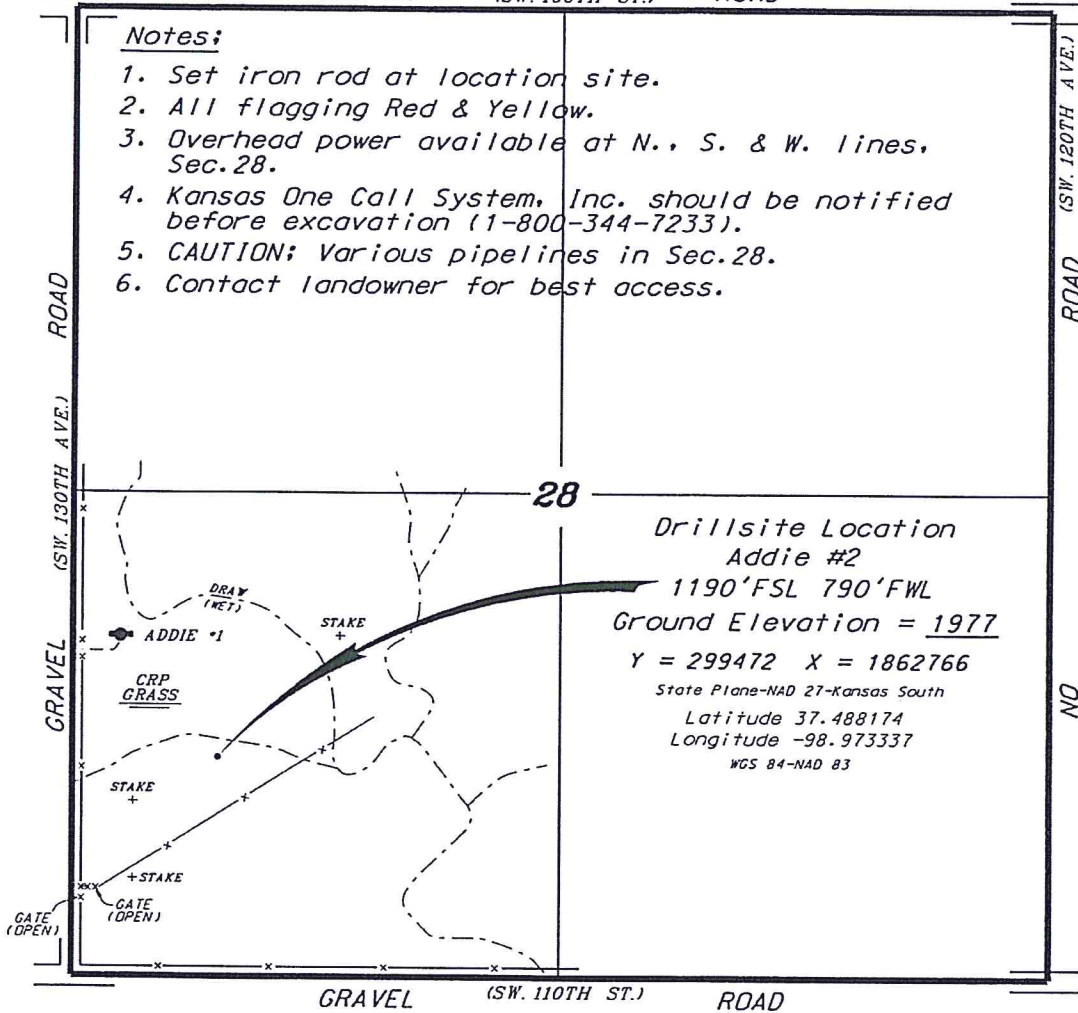 Notes:
1. Set iron rod at location site.
2. All flagging Red & Yellow.
3. Overhead power available at N., S. & W. lines,
Sec.28.
4. Kansas One Call System, Inc. should be notified
before excavation (1-800-344-7233).
5. CAUTION: Various pipelines in Sec.28.
6. Contact landowner for best access.
GRAVEL (SW. 130TH AVE.) ROAD
NO ROAD (SW. 120TH AVE.)
28
Drillsite Location
Addie #2
1190'FSL 790'FWL
Ground Elevation = 1977
Y = 299472 X = 1862766
State Plane-NAD 27-Kansas South
Latitude 37.488174
Longitude -98.973337
WGS 84-NAD 83
DRAW
(WET)
STAKE
ADDIE #1
CRP
GRASS
STAKE
STAKE
GATE
(OPEN)
GATE
(OPEN)
GRAVEL (SW. 110TH ST.) ROAD